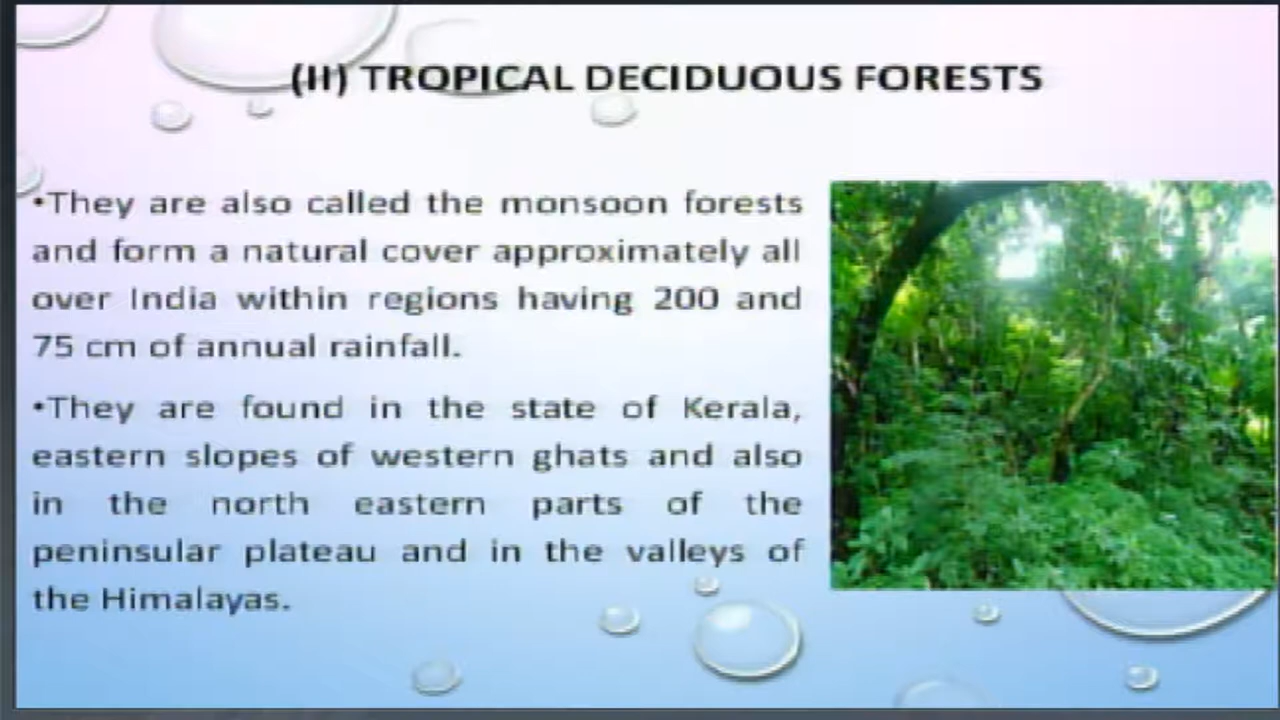 (II) TROPICAL DECIDUOUS FORESTS
•They are also called the monsoon forests
and form a natural cover approximately all
over India within regions having 200 and
75 cm of annual rainfall.
•They are found in the state of Kerala,
eastern slopes of western ghats and also
in the north eastern parts of the
peninsular plateau and in the valleys of
the Himalayas.